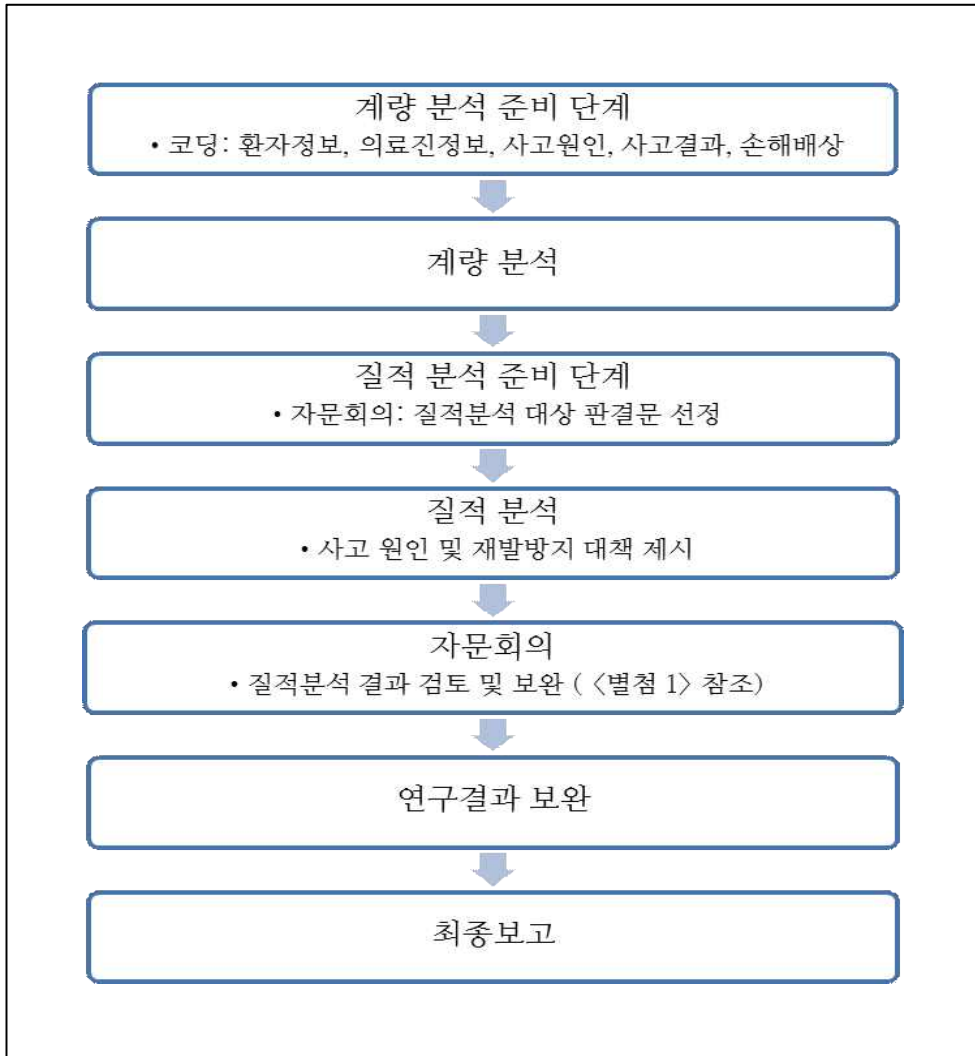 계량 분석 준비 단계
• 코딩: 환자정보, 의료진정보, 사고원인, 사고결과, 손해배상
계량 분석
질적 분석 준비 단계
• 자문회의: 질적분석 대상 판결문 선정
질적 분석
• 사고 원인 및 재발방지 대책 제시
자문회의
• 질적분석 결과 검토 및 보완 ( 〈별첨 1〉 참조)
연구결과 보완
최종보고